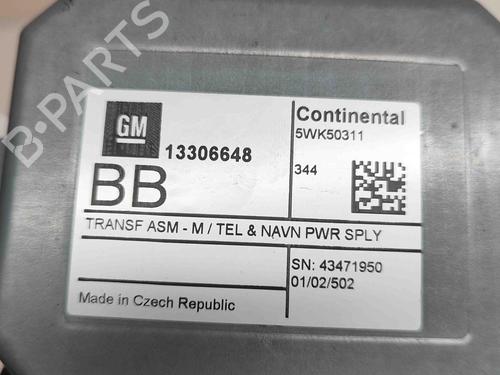 B-PARTS
GM
13306648
BB
Continental
5WK50311
344
TRANSF ASM - M / TEL & NAVN PWR SPLY
SN: 43471950
01/02/502
Made in Czech Republic